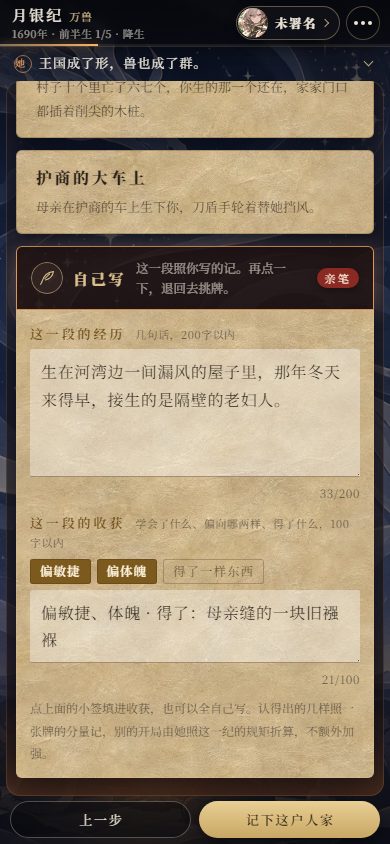 月银纪 万兽
1690年 · 前半生 1/5 · 降生
未署名
她 王国成了形，兽也成了群。
村子十个里亡了六七个，你生的那一个还在，家家门口
都插着削尖的木桩。
护商的大车上
母亲在护商的车上生下你，刀盾手轮着替她挡风。
自己写
这一段照你写的记。再点一
下，退回去挑牌。
亲笔
这一段的经历 几句话，200字以内
生在河湾边一间漏风的屋子里，那年冬天
来得早，接生的是隔壁的老妇人。
33/200
这一段的收获 学会了什么、偏向哪两样、得了什么，100
字以内
偏敏捷 偏体魄 得了一样东西
偏敏捷、体魄 · 得了：母亲缝的一块旧襁
褓
21/100
点上面的小签填进收获，也可以全自己写。认得出的几样照一
张牌的分量记，别的开局由她照这一纪的规矩折算，不额外加
强。
上一步
记下这户人家